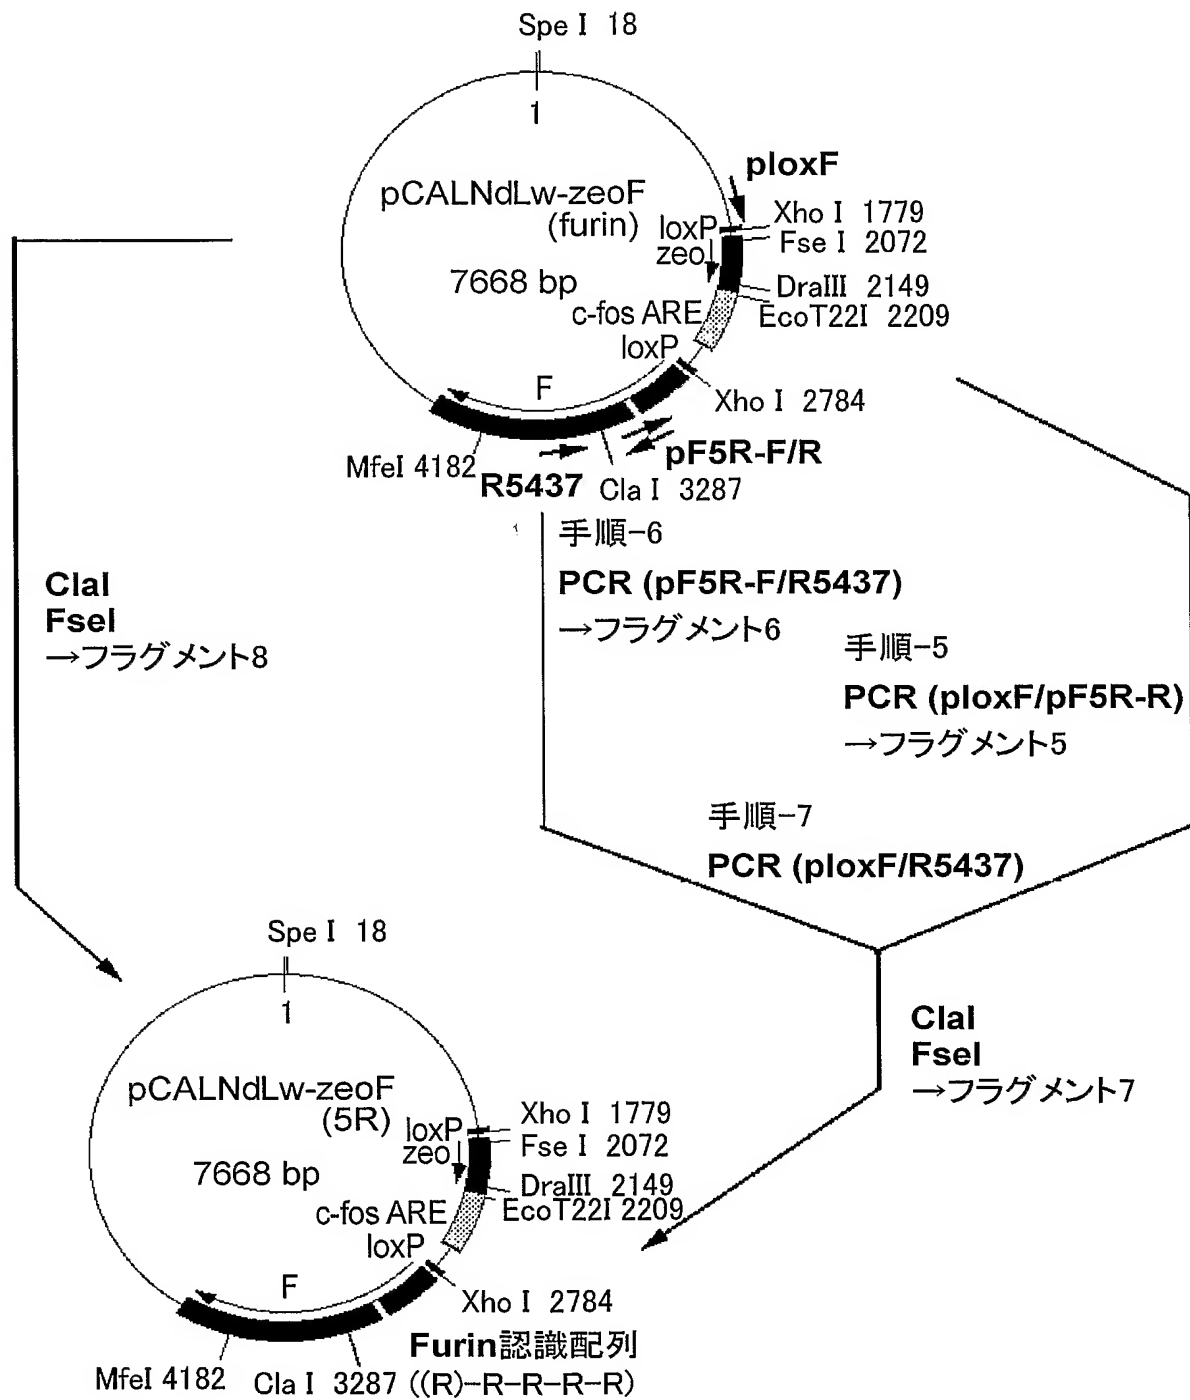 Spe I 18
1
pCALNdLw-zeoF
(furin)
7668 bp
ploxF
loxP
zeo
Xho I 1779
Fse I 2072
DraIII 2149
EcoT22I 2209
c-fos ARE
loxP
Xho I 2784
F
pF5R-F/R
MfeI 4182
R5437
Cla I 3287
手順-6
PCR (pF5R-F/R5437)
→フラグメント6
ClaI
FseI
→フラグメント8
手順-5
PCR (ploxF/pF5R-R)
→フラグメント5
手順-7
PCR (ploxF/R5437)
ClaI
FseI
→フラグメント7
Spe I 18
1
pCALNdLw-zeoF
(5R)
7668 bp
loxP
zeo
Xho I 1779
Fse I 2072
DraIII 2149
EcoT22I 2209
c-fos ARE
loxP
Xho I 2784
F
Furin認識配列
MfeI 4182
Cla I 3287
((R)-R-R-R-R)